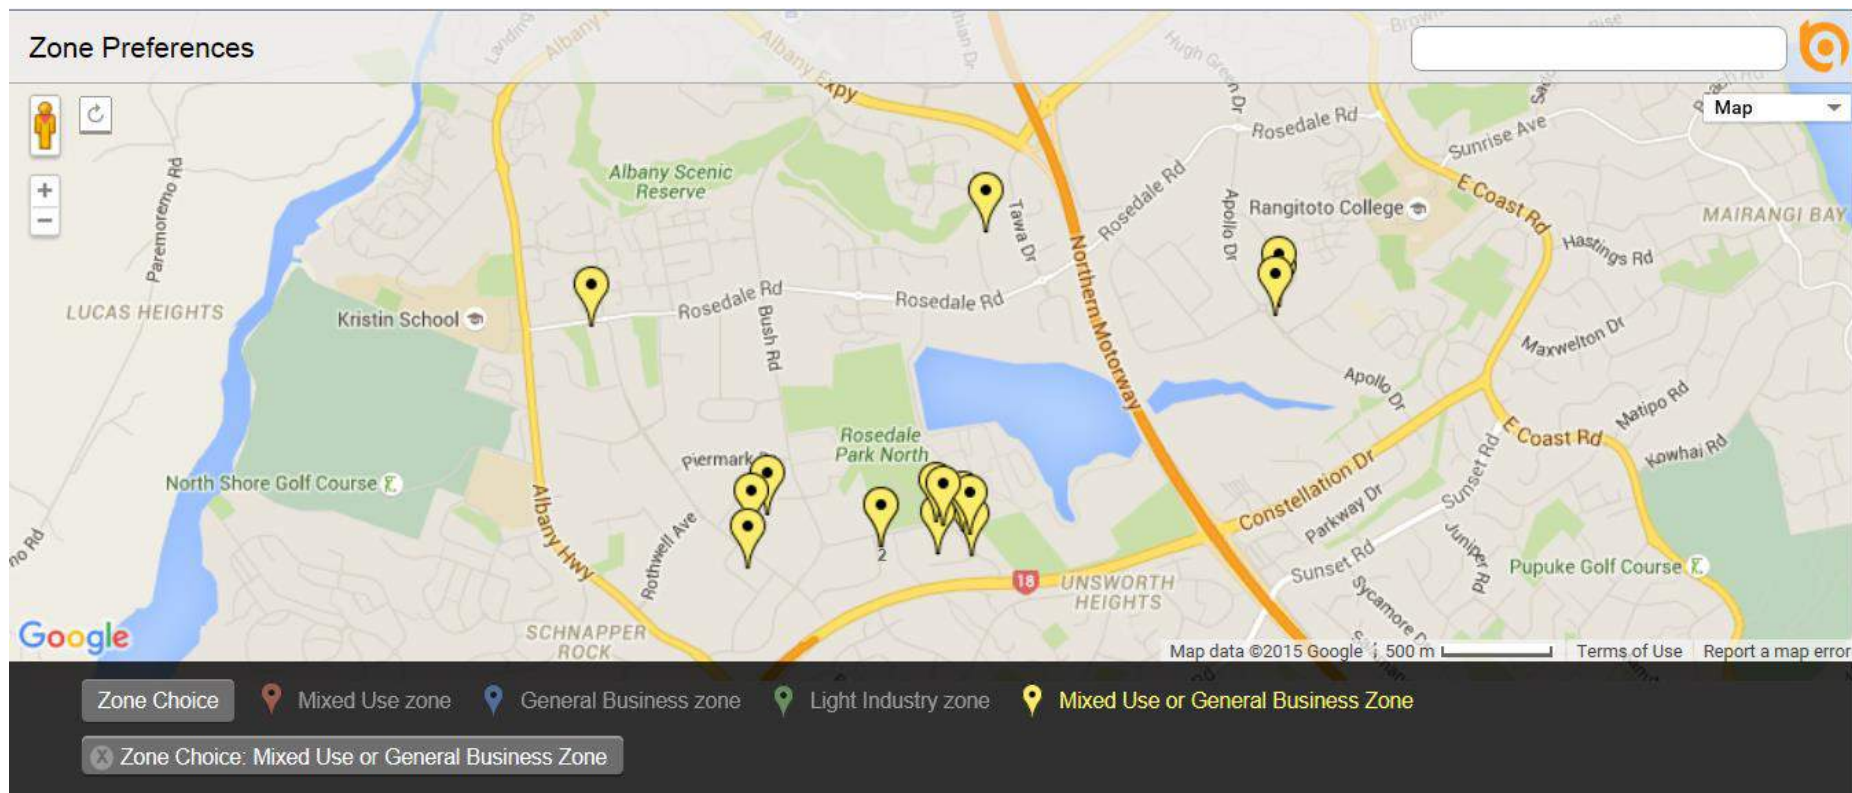 Zone Preferences
Albany
Albany Expy
Hugh Green Dr
Rosedale Rd
Map
Sunrise Ave
Paremoremo Rd
Albany Scenic
Reserve
Tawa Dr
Rosedale Rd
Apollo Dr
Rangitoto College
E Coast Rd
MAIRANGI BAY
Hastings Rd
Northern Motorway
LUCAS HEIGHTS
Kristin School
Rosedale Rd
Rosedale Rd
Bush Rd
Maxwelton Dr
Apollo Dr
Matipo Rd
E Coast Rd
Kowhai Rd
Rosedale
Park North
Piermark
North Shore Golf Course
Albany Hwy
Rothwell Ave
Constellation Dr
Parkway Dr
Sunset Rd
Juniper Rd
2
18
UNSWORTH
HEIGHTS
Sunset Rd
Sycamore
Pupuke Golf Course
SCHNAPPER
ROCK
Google
Map data ©2015 Google
500 m
Terms of Use
Report a map error
Zone Choice
Mixed Use zone
General Business zone
Light Industry zone
Mixed Use or General Business Zone
X Zone Choice: Mixed Use or General Business Zone